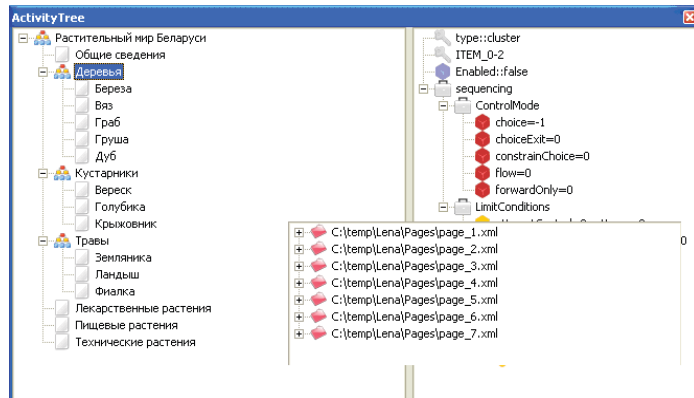 ActivityTree
Растительный мир Беларуси
Общие сведения
Деревья
Береза
Вяз
Граб
Груша
Дуб
Кустарники
Вереск
Голубика
Крыжовник
Травы
Земляника
Ландыш
Фиалка
Лекарственные растения
Пищевые растения
Технические растения
type::cluster
ITEM_0-2
Enabled::false
sequencing
ControlMode
choice=-1
choiceExit=0
constrainChoice=0
flow=0
forwardOnly=0
LimitConditions
0
C:\temp\Lena\Pages\page_1.xml
C:\temp\Lena\Pages\page_2.xml
C:\temp\Lena\Pages\page_3.xml
C:\temp\Lena\Pages\page_4.xml
C:\temp\Lena\Pages\page_5.xml
C:\temp\Lena\Pages\page_6.xml
C:\temp\Lena\Pages\page_7.xml